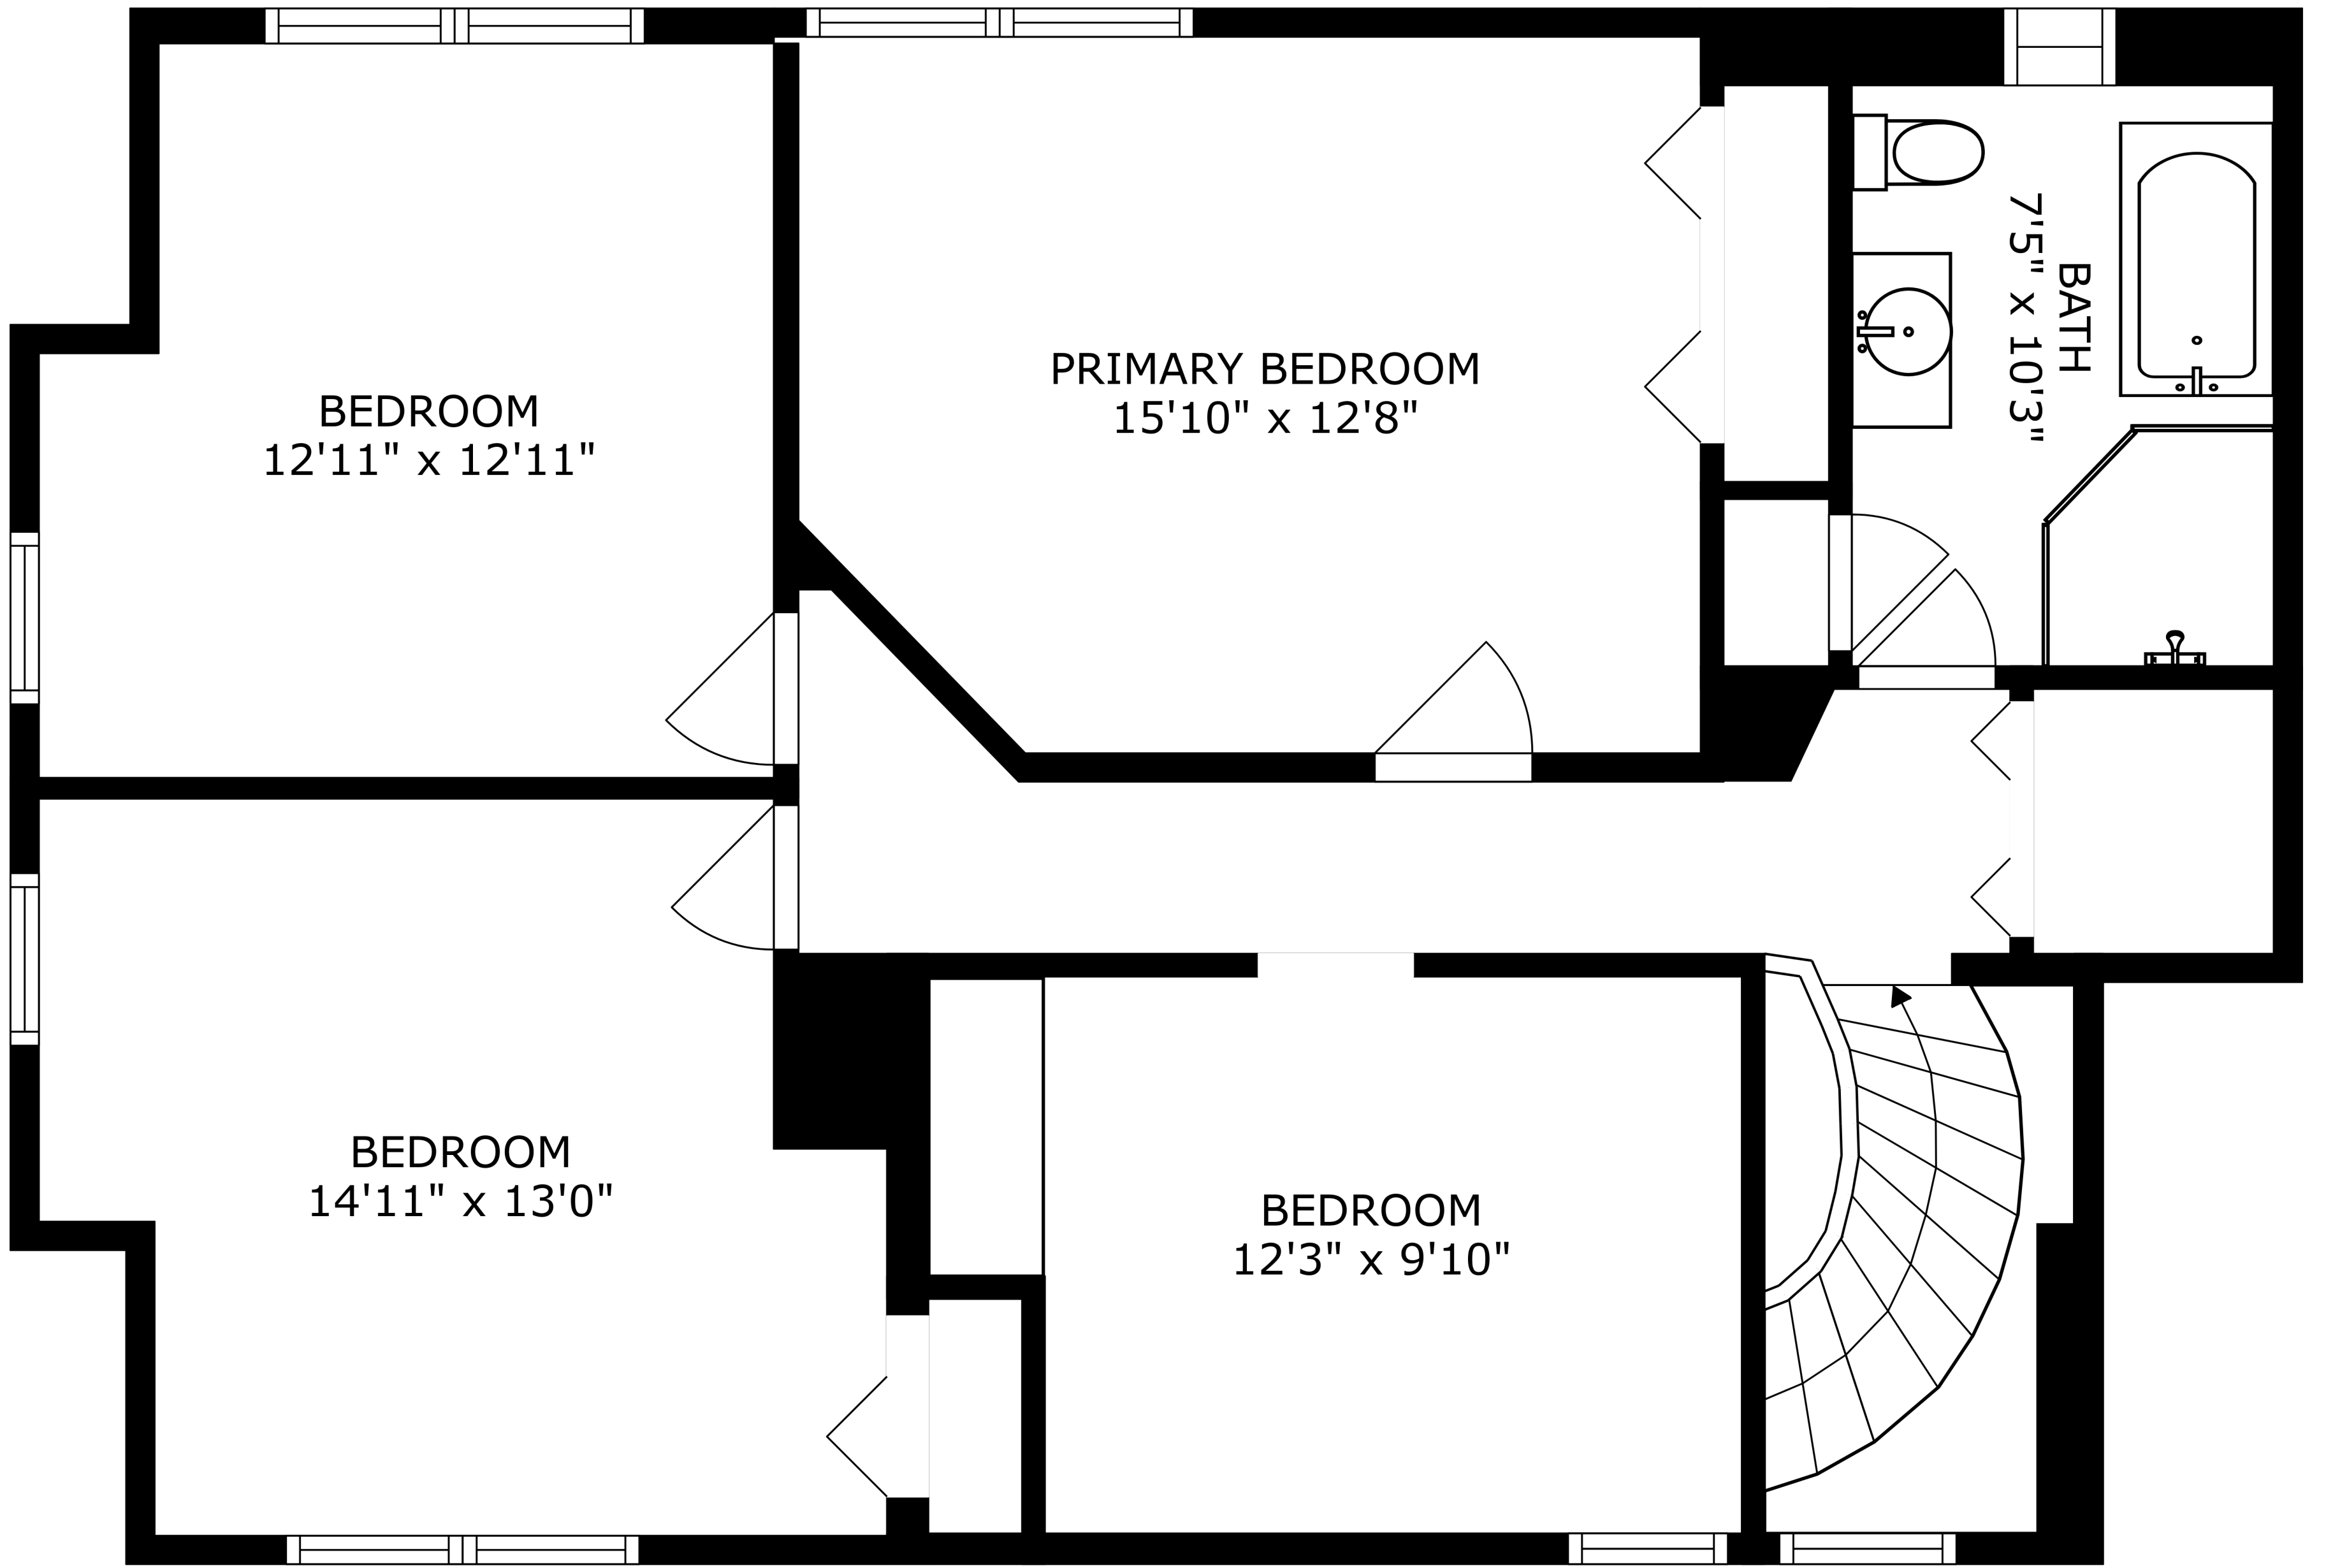 BEDROOM
12'11" x 12'11"
PRIMARY BEDROOM
15'10" x 12'8"
BATH
7'5" x 10'3"
BEDROOM
14'11" x 13'0"
BEDROOM
12'3" x 9'10"